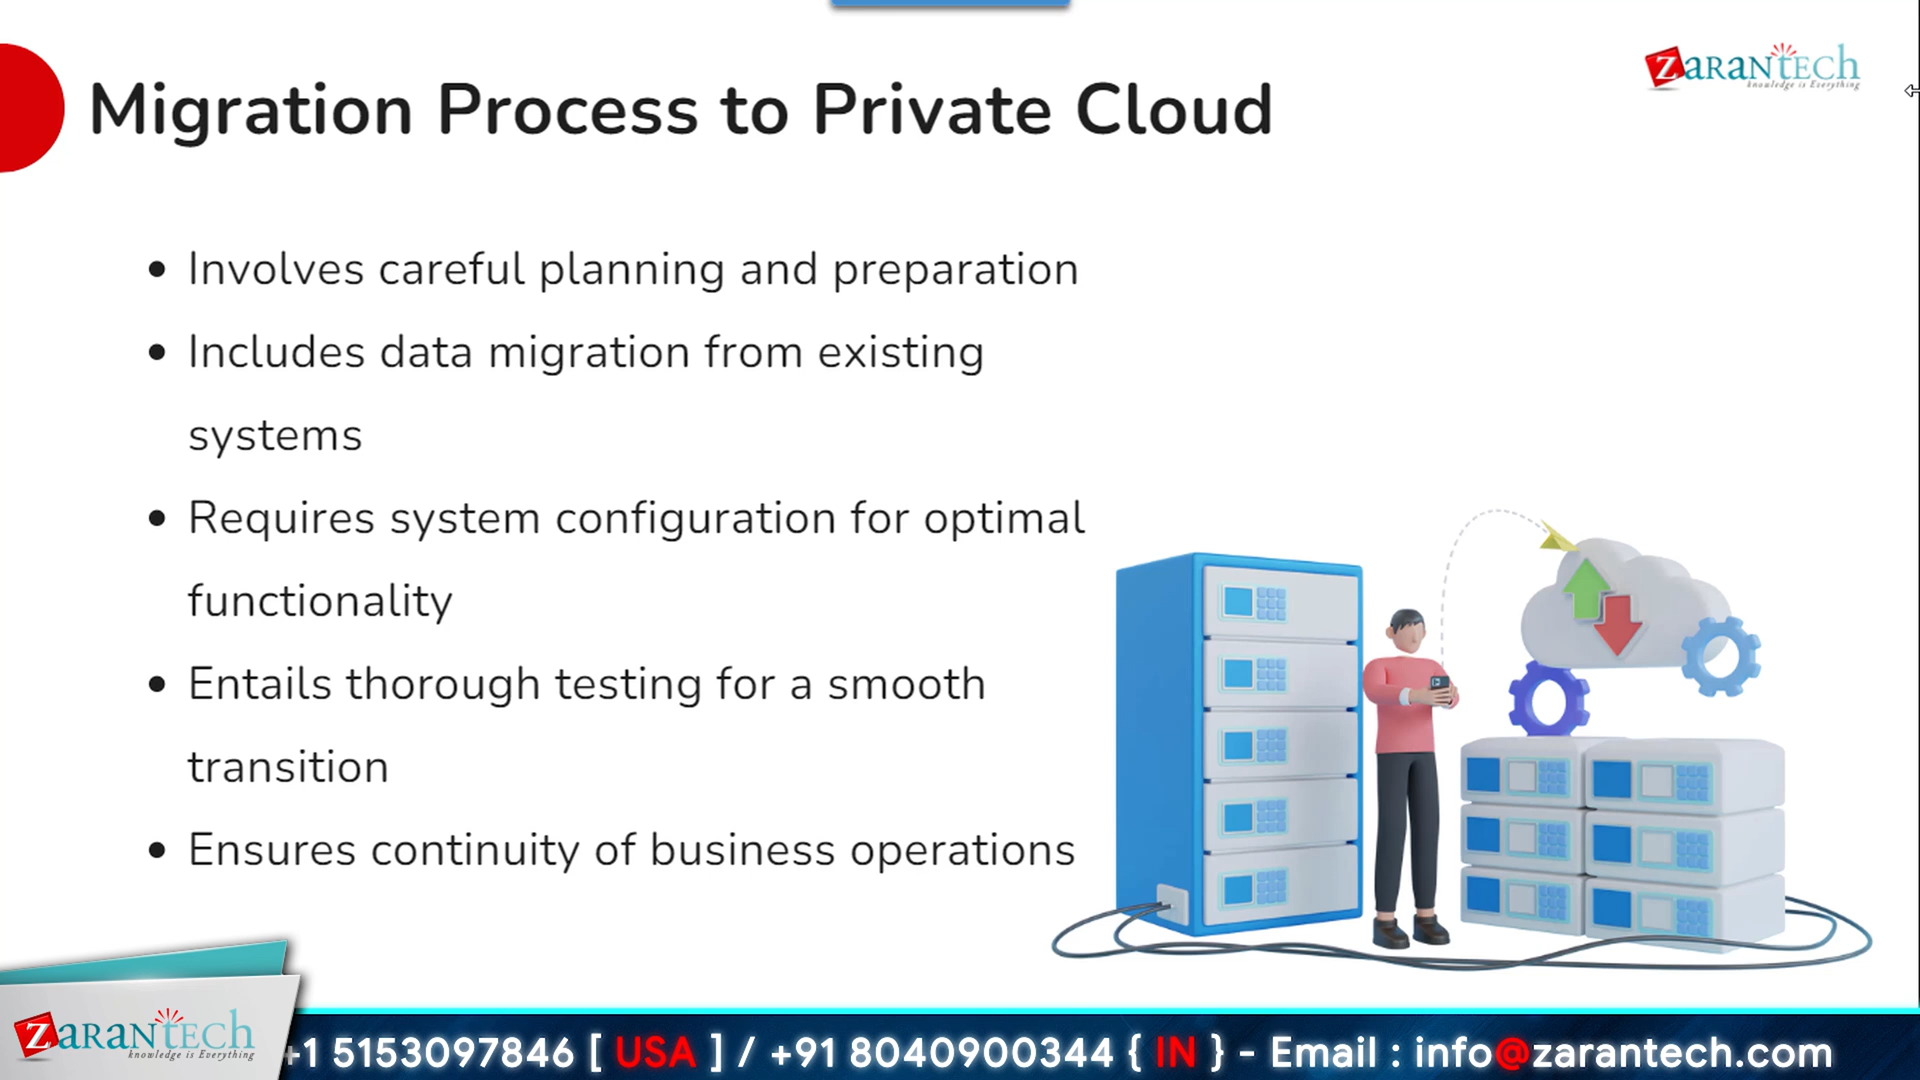 ZARANTECH
knowledge is Everything
Migration Process to Private Cloud
• Involves careful planning and preparation
• Includes data migration from existing
systems
• Requires system configuration for optimal
functionality
• Entails thorough testing for a smooth
transition
• Ensures continuity of business operations
ZARANTECH
knowledge is Everything
+1 5153097846 [ USA ] / +91 8040900344 { IN } - Email : info@zarantech.com